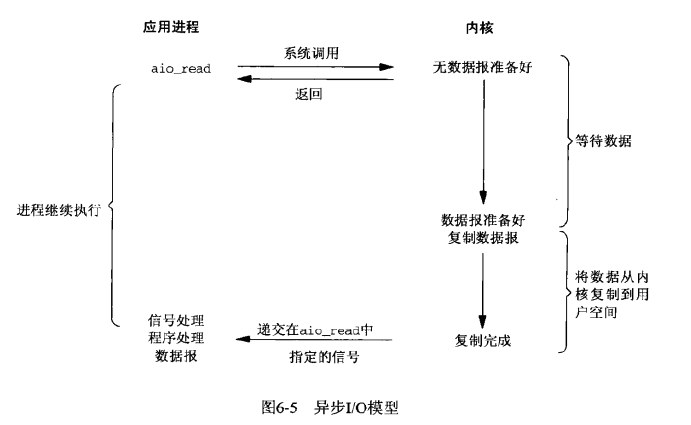 应用进程
内核
系统调用
aio_read
无数据报准备好
返回
等待数据
进程继续执行
数据报准备好
复制数据报
将数据从内
核复制到用
户空间
信号处理
程序处理
数据报
递交在aio_read中
指定的信号
复制完成
图6-5 异步I/O模型